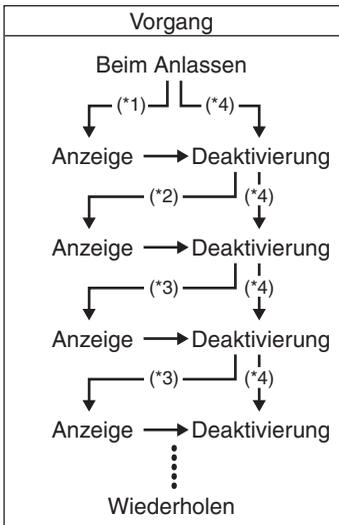 Vorgang
Beim Anlassen
(*1) (*4)
Anzeige Deaktivierung
(*2) (*4)
Anzeige Deaktivierung
(*3) (*4)
Anzeige Deaktivierung
(*3) (*4)
Anzeige Deaktivierung
Wiederholen